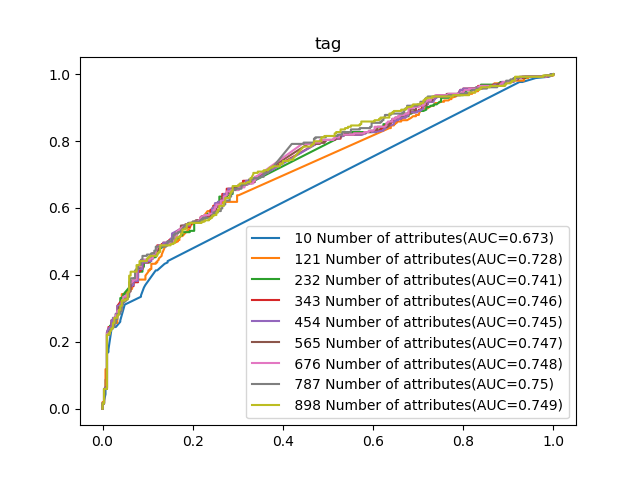 tag
1.0
0.8
0.6
0.4
0.2
0.0
10 Number of attributes(AUC=0.673)
121 Number of attributes(AUC=0.728)
232 Number of attributes(AUC=0.741)
343 Number of attributes(AUC=0.746)
454 Number of attributes(AUC=0.745)
565 Number of attributes(AUC=0.747)
676 Number of attributes(AUC=0.748)
787 Number of attributes(AUC=0.75)
898 Number of attributes(AUC=0.749)
0.0 0.2 0.4 0.6 0.8 1.0